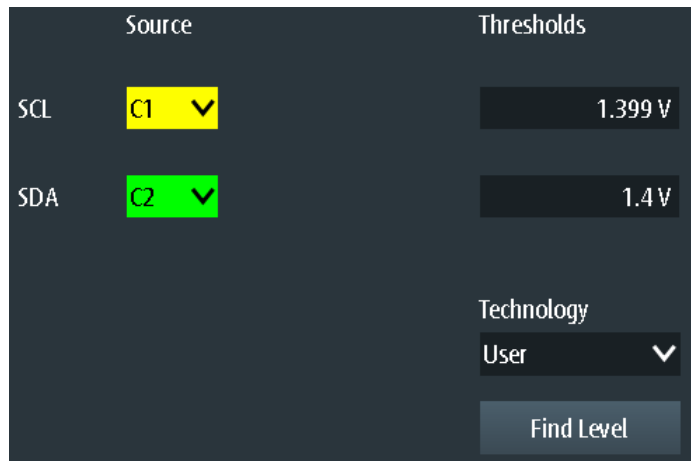 Source Thresholds
SCL C1 1.399 V
SDA C2 1.4 V
Technology
User
Find Level